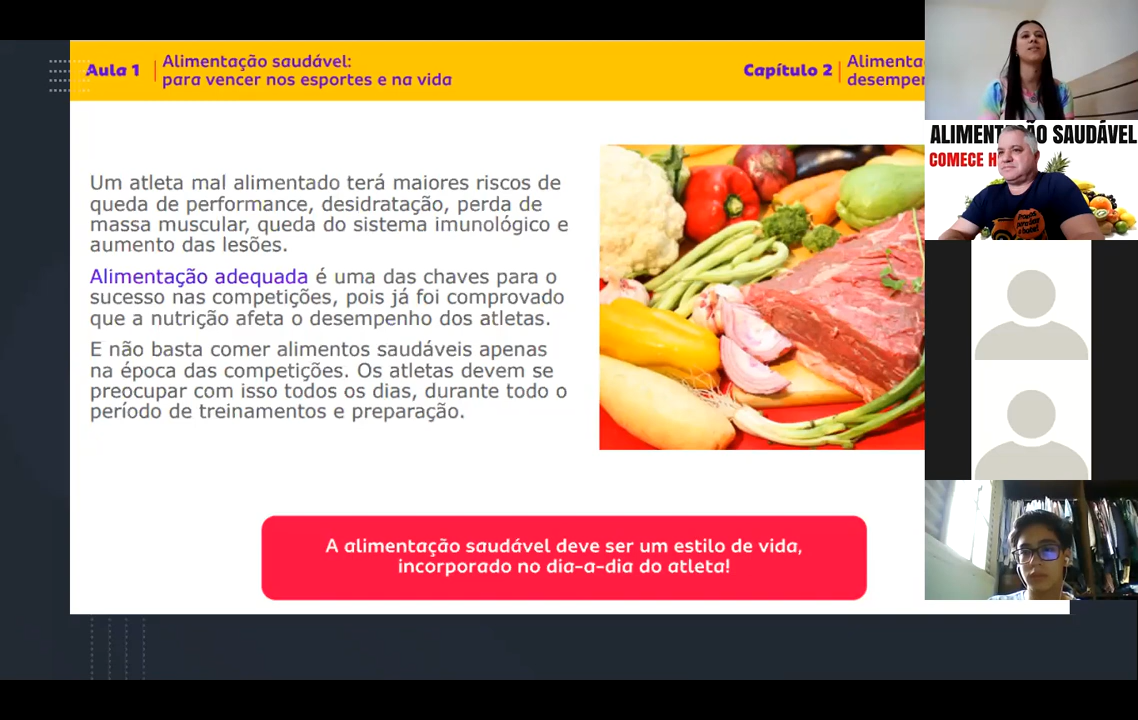 Aula 1
Alimentação saudável:
para vencer nos esportes e na vida
Capítulo 2
Um atleta mal alimentado terá maiores riscos de
queda de performance, desidratação, perda de
massa muscular, queda do sistema imunológico e
aumento das lesões.
Alimentação adequada é uma das chaves para o
sucesso nas competições, pois já foi comprovado
que a nutrição afeta o desempenho dos atletas.
E não basta comer alimentos saudáveis apenas
na época das competições. Os atletas devem se
preocupar com isso todos os dias, durante todo o
período de treinamentos e preparação.
A alimentação saudável deve ser um estilo de vida,
incorporado no dia-a-dia do atleta!
SAUDÁVEL
COMECE